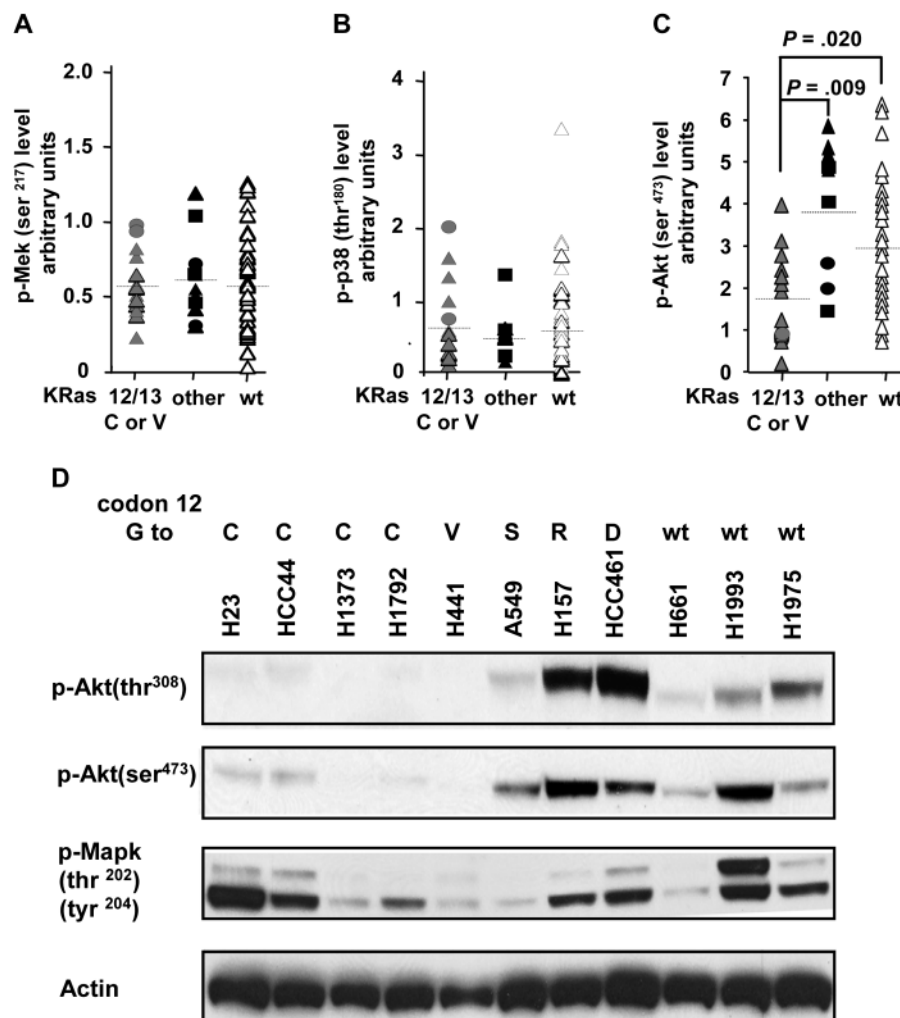 A
p-Mek (ser 217) level
arbitrary units
2.0
1.5
1.0
0.5
0
KRas 12/13 other wt
C or V
B
p-p38 (thr180) level
arbitrary units
4
3
2
1
0
KRas 12/13 other wt
C or V
C
P = .020
P = .009
p-Akt (ser 473) level
arbitrary units
7
6
5
4
3
2
1
0
KRas 12/13 other wt
C or V
D
codon 12
G to C C C C V S R D wt wt wt
H23 HCC44 H1373 H1792 H441 A549 H157 HCC461 H661 H1993 H1975
p-Akt(thr308)
p-Akt(ser473)
p-Mapk
(thr 202)
(tyr 204)
Actin